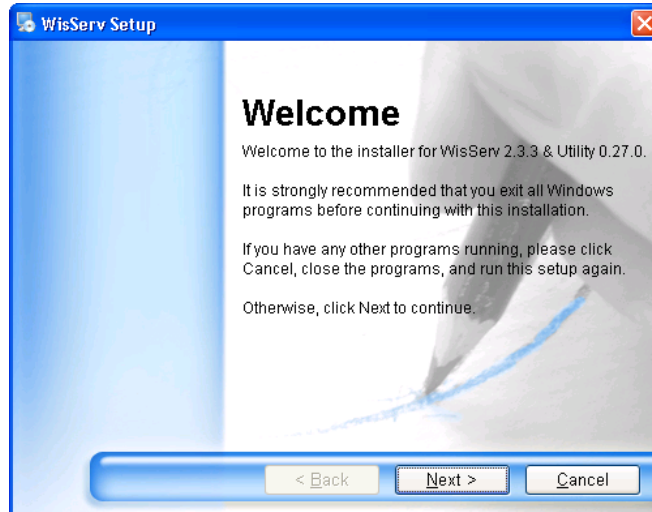 WisServ Setup
Welcome
Welcome to the installer for WisServ 2.3.3 & Utility 0.27.0.
It is strongly recommended that you exit all Windows
programs before continuing with this installation.
If you have any other programs running, please click
Cancel, close the programs, and run this setup again.
Otherwise, click Next to continue.
< Back Next > Cancel